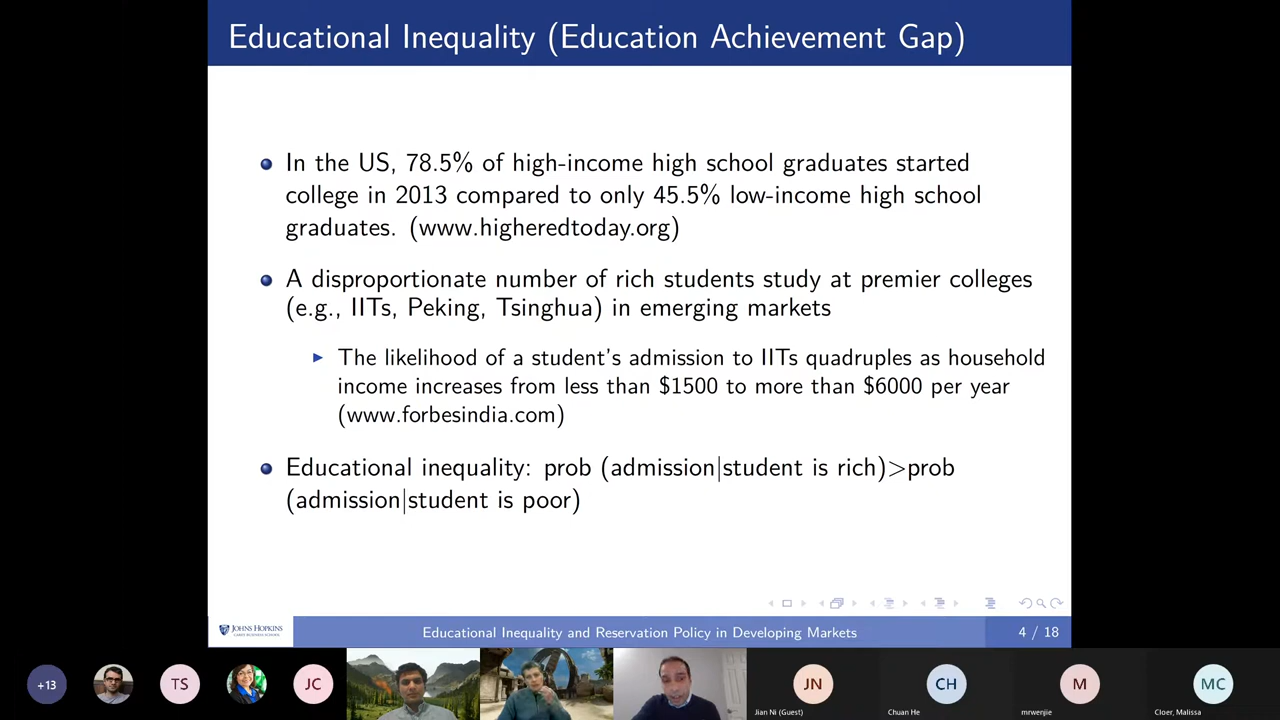 Educational Inequality (Education Achievement Gap)
In the US, 78.5% of high-income high school graduates started
college in 2013 compared to only 45.5% low-income high school
graduates. (www.higheredtoday.org)
A disproportionate number of rich students study at premier colleges
(e.g., IITs, Peking, Tsinghua) in emerging markets
The likelihood of a student's admission to IITs quadruples as household
income increases from less than $1500 to more than $6000 per year
(www.forbesindia.com)
Educational inequality: prob (admission|student is rich)>prob
(admission|student is poor)
JOHNS HOPKINS
CAREY BUSINESS SCHOOL
Educational Inequality and Reservation Policy in Developing Markets
4 / 18
+13
TS
JC
JN
CH
M
MC
Jian Ni (Guest)
Chuan He
mrwenjie
Cloer, Malissa